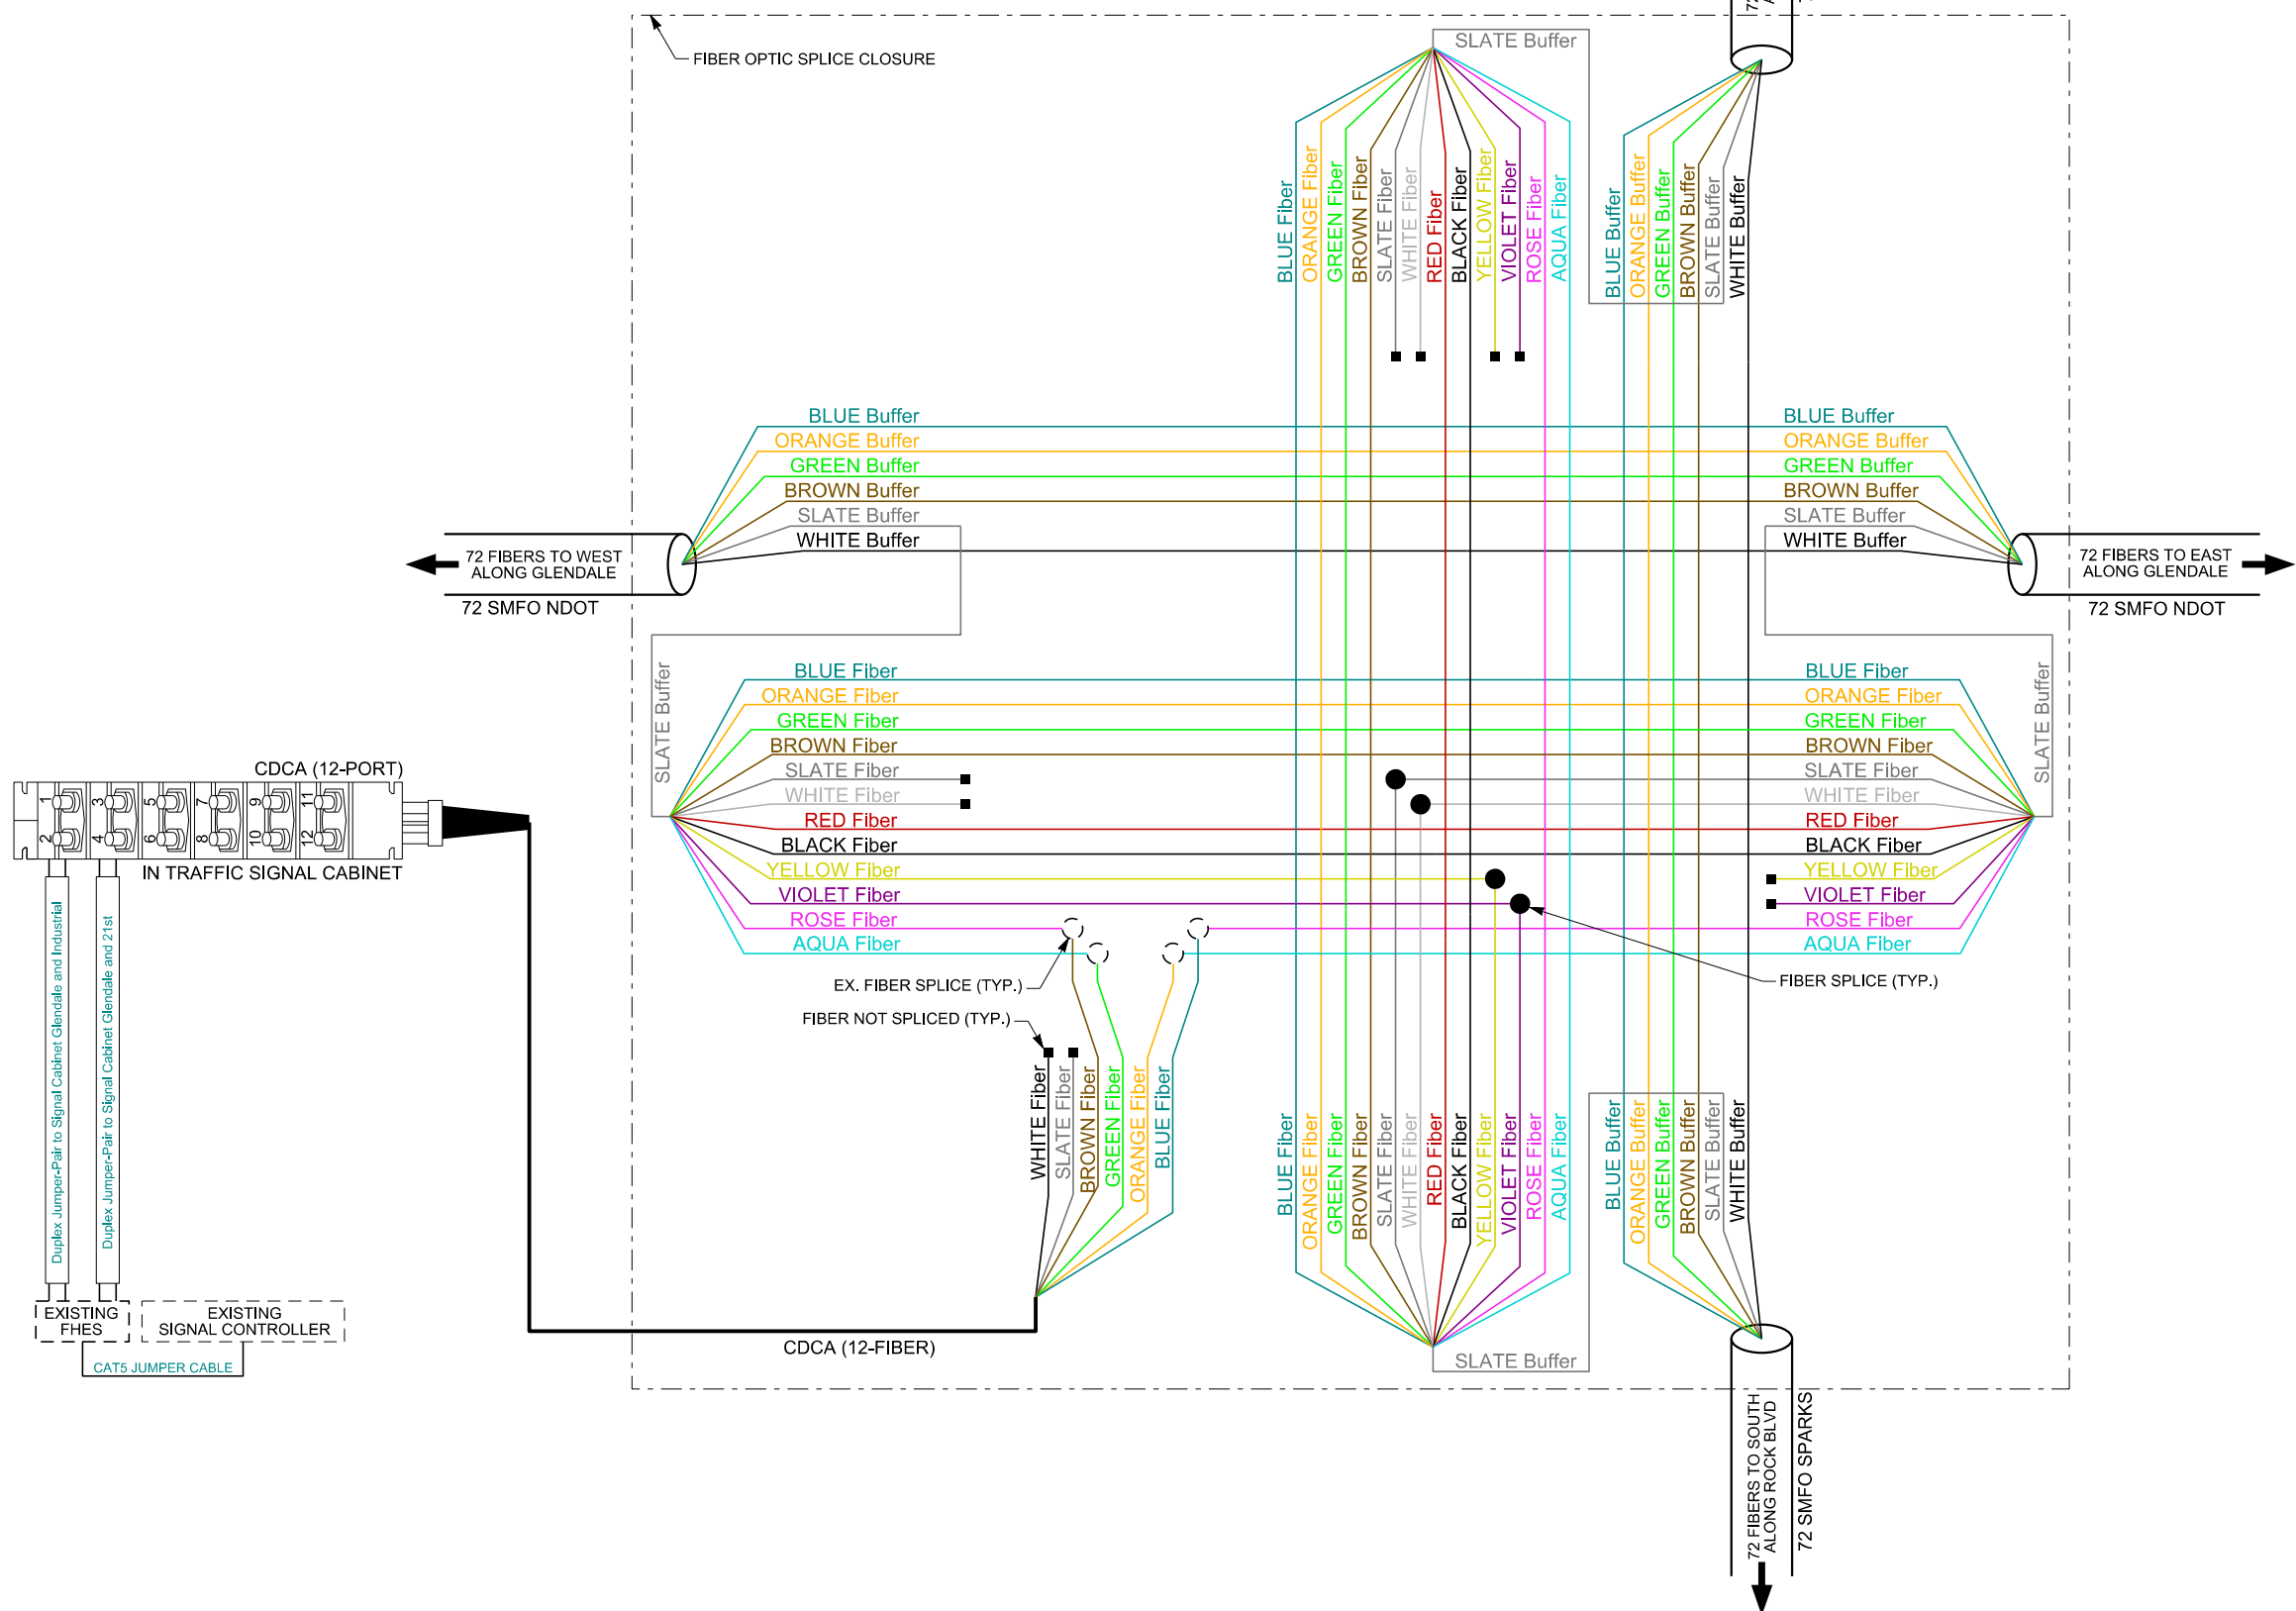 FIBER OPTIC SPLICE CLOSURE
SLATE Buffer
BLUE Fiber
ORANGE Fiber
GREEN Fiber
BROWN Fiber
SLATE Fiber
WHITE Fiber
RED Fiber
BLACK Fiber
YELLOW Fiber
VIOLET Fiber
ROSE Fiber
AQUA Fiber
BLUE Buffer
ORANGE Buffer
GREEN Buffer
BROWN Buffer
SLATE Buffer
WHITE Buffer
BLUE Buffer
ORANGE Buffer
GREEN Buffer
BROWN Buffer
SLATE Buffer
WHITE Buffer
BLUE Buffer
ORANGE Buffer
GREEN Buffer
BROWN Buffer
SLATE Buffer
WHITE Buffer
72 FIBERS TO WEST
ALONG GLENDALE
72 SMFO NDOT
72 FIBERS TO EAST
ALONG GLENDALE
72 SMFO NDOT
SLATE Buffer
BLUE Fiber
ORANGE Fiber
GREEN Fiber
BROWN Fiber
SLATE Fiber
WHITE Fiber
RED Fiber
BLACK Fiber
YELLOW Fiber
VIOLET Fiber
ROSE Fiber
AQUA Fiber
BLUE Fiber
ORANGE Fiber
GREEN Fiber
BROWN Fiber
SLATE Fiber
WHITE Fiber
RED Fiber
BLACK Fiber
YELLOW Fiber
VIOLET Fiber
ROSE Fiber
AQUA Fiber
SLATE Buffer
CDCA (12-PORT)
1 3 5 7 9 11
2 4 6 8 10 12
IN TRAFFIC SIGNAL CABINET
Duplex Jumper-Pair to Signal Cabinet Glendale and Industrial
Duplex Jumper-Pair to Signal Cabinet Glendale and 21st
EXISTING
FHES
EXISTING
SIGNAL CONTROLLER
CAT5 JUMPER CABLE
EX. FIBER SPLICE (TYP.)
FIBER NOT SPLICED (TYP.)
FIBER SPLICE (TYP.)
WHITE Fiber
SLATE Fiber
BROWN Fiber
GREEN Fiber
ORANGE Fiber
BLUE Fiber
CDCA (12-FIBER)
BLUE Fiber
ORANGE Fiber
GREEN Fiber
BROWN Fiber
SLATE Fiber
WHITE Fiber
RED Fiber
BLACK Fiber
YELLOW Fiber
VIOLET Fiber
ROSE Fiber
AQUA Fiber
SLATE Buffer
BLUE Buffer
ORANGE Buffer
GREEN Buffer
BROWN Buffer
SLATE Buffer
WHITE Buffer
72 FIBERS TO SOUTH
ALONG ROCK BLVD
72 SMFO SPARKS